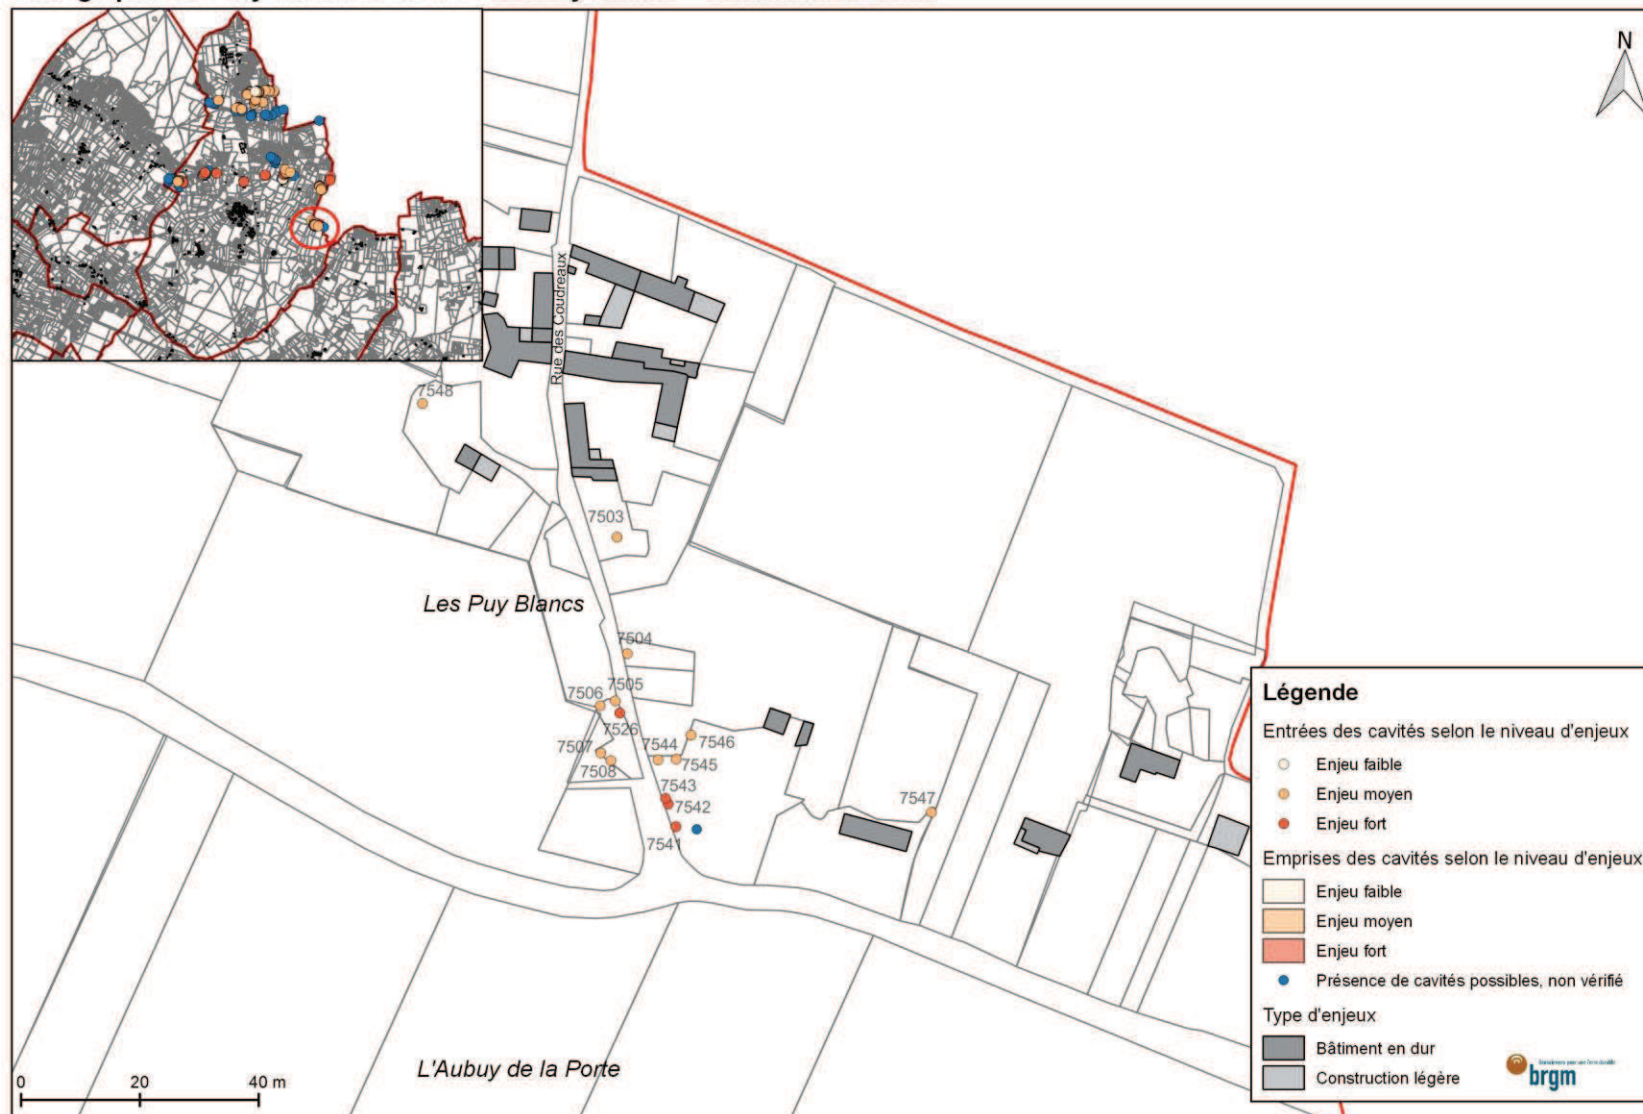 N
Rue des Coudreaux
7548
7503
Les Puy Blancs
7504
7505
7506
7526
7507
7508
7544
7546
7545
7543
7542
7541
7547
L'Aubuy de la Porte
0 20 40 m
Légende
Entrées des cavités selon le niveau d'enjeux
Enjeu faible
Enjeu moyen
Enjeu fort
Emprises des cavités selon le niveau d'enjeux
Enjeu faible
Enjeu moyen
Enjeu fort
Présence de cavités possibles, non vérifié
Type d'enjeux
Bâtiment en dur
Construction légère
brgm